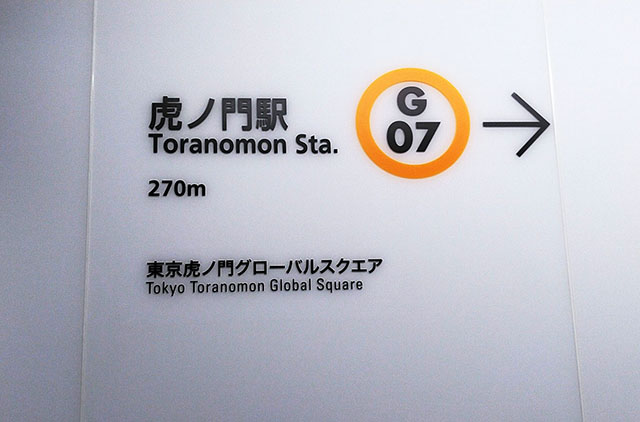 虎ノ門駅
Toranomon Sta.
G
07
→
270m
東京虎ノ門グローバルスクエア
Tokyo Toranomon Global Square